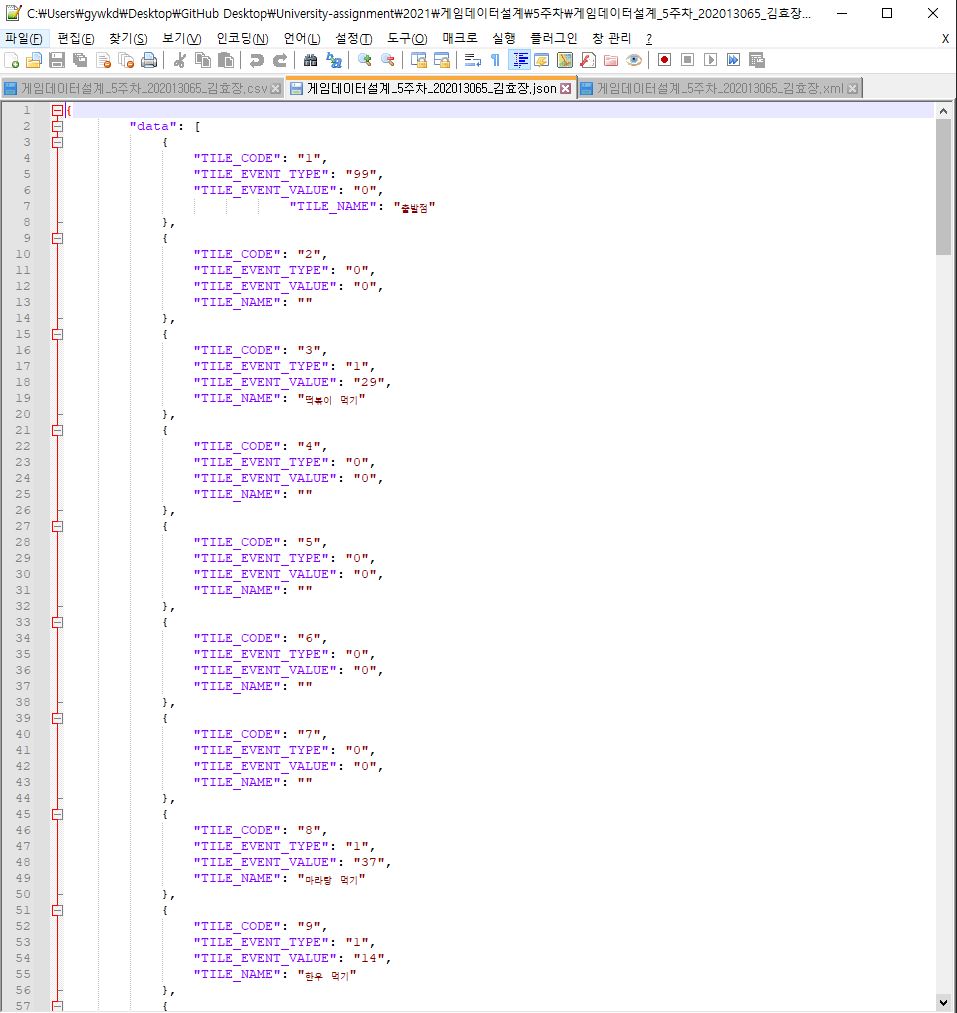 C:₩Users₩gywkd₩Desktop₩GitHub Desktop₩University-assignment₩2021₩게임데이터설계₩5주차₩게임데이터설계_5주차_202013065_김효장...
파일(F) 편집(E) 찾기(S) 보기(V) 인코딩(N) 언어(L) 설정(T) 도구(O) 매크로 실행 플러그인 창 관리 ? X
게임데이터설계_5주차_202013065_김효장.csv 게임데이터설계_5주차_202013065_김효장.json 게임데이터설계_5주차_202013065_김효장.xml
1 {
2 "data": [
3 {
4 "TILE_CODE": "1",
5 "TILE_EVENT_TYPE": "99",
6 "TILE_EVENT_VALUE": "0",
7 "TILE_NAME": "출발점"
8 },
9 {
10 "TILE_CODE": "2",
11 "TILE_EVENT_TYPE": "0",
12 "TILE_EVENT_VALUE": "0",
13 "TILE_NAME": ""
14 },
15 {
16 "TILE_CODE": "3",
17 "TILE_EVENT_TYPE": "1",
18 "TILE_EVENT_VALUE": "29",
19 "TILE_NAME": "떡볶이 먹기"
20 },
21 {
22 "TILE_CODE": "4",
23 "TILE_EVENT_TYPE": "0",
24 "TILE_EVENT_VALUE": "0",
25 "TILE_NAME": ""
26 },
27 {
28 "TILE_CODE": "5",
29 "TILE_EVENT_TYPE": "0",
30 "TILE_EVENT_VALUE": "0",
31 "TILE_NAME": ""
32 },
33 {
34 "TILE_CODE": "6",
35 "TILE_EVENT_TYPE": "0",
36 "TILE_EVENT_VALUE": "0",
37 "TILE_NAME": ""
38 },
39 {
40 "TILE_CODE": "7",
41 "TILE_EVENT_TYPE": "0",
42 "TILE_EVENT_VALUE": "0",
43 "TILE_NAME": ""
44 },
45 {
46 "TILE_CODE": "8",
47 "TILE_EVENT_TYPE": "1",
48 "TILE_EVENT_VALUE": "37",
49 "TILE_NAME": "마라탕 먹기"
50 },
51 {
52 "TILE_CODE": "9",
53 "TILE_EVENT_TYPE": "1",
54 "TILE_EVENT_VALUE": "14",
55 "TILE_NAME": "한우 먹기"
56 },
57 {